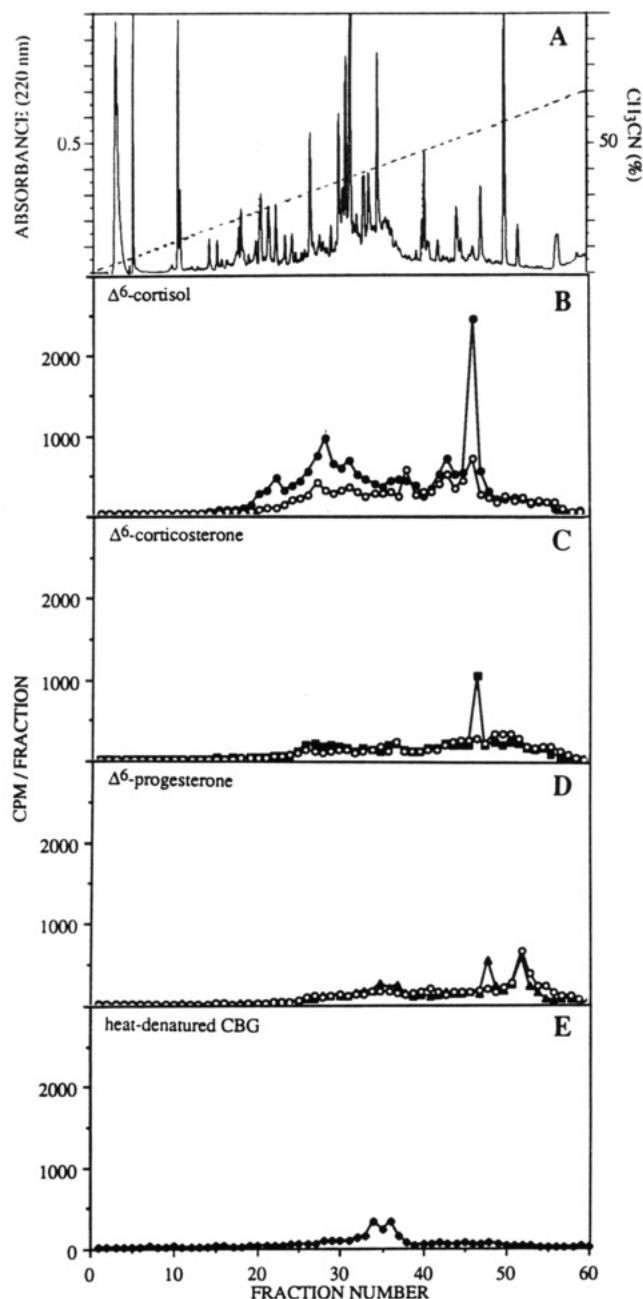 A
ABSORBANCE (220 nm)
0.5
50
CH₃CN (%)
Δ⁶-cortisol
B
2000
1000
Δ⁶-corticosterone
C
2000
1000
CPM / FRACTION
Δ⁶-progesterone
D
2000
1000
heat-denatured CBG
E
2000
1000
0
0 10 20 30 40 50 60
FRACTION NUMBER